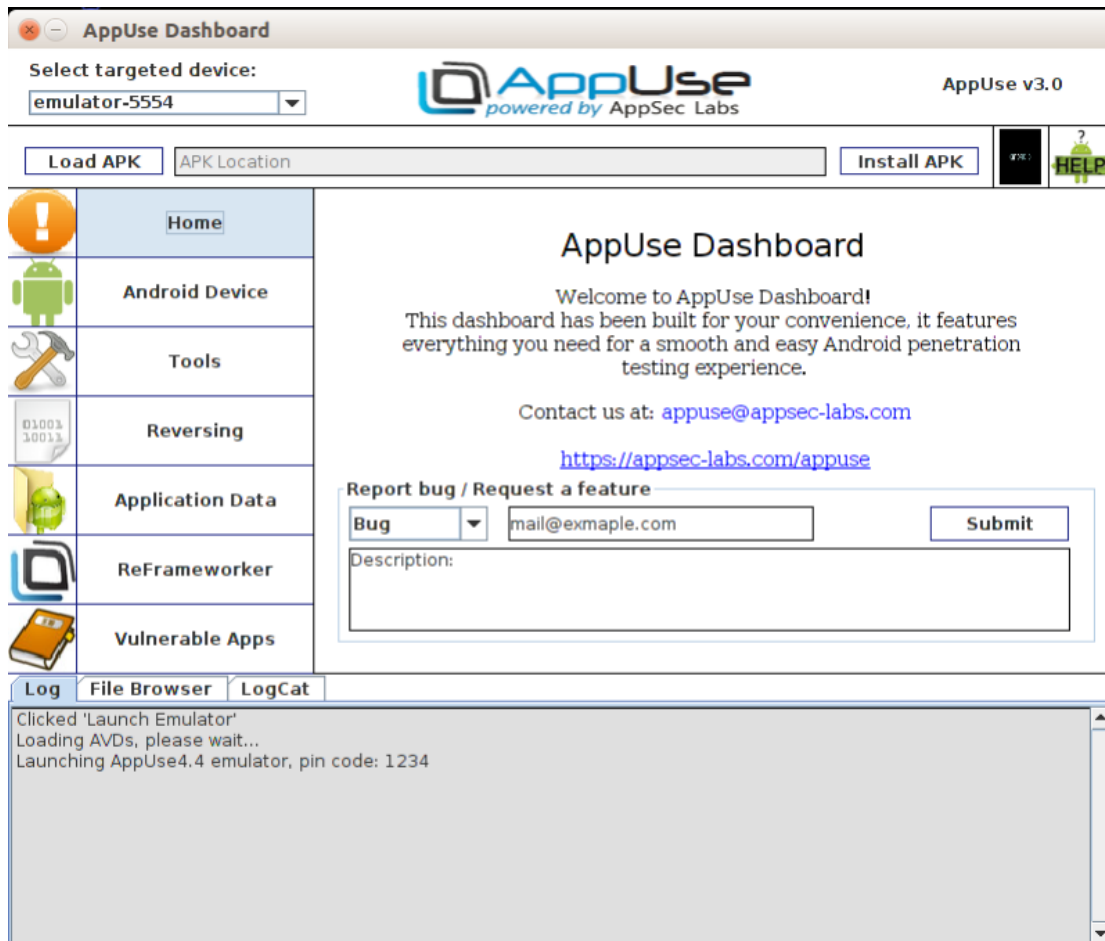 AppUse Dashboard
Select targeted device:
emulator-5554
AppUse
powered by AppSec Labs
AppUse v3.0
Load APK
APK Location
Install APK
?
HELP
!
Home
Android Device
Tools
01001
10011
Reversing
Application Data
ReFrameworker
Vulnerable Apps
AppUse Dashboard
Welcome to AppUse Dashboard!
This dashboard has been built for your convenience, it features
everything you need for a smooth and easy Android penetration
testing experience.
Contact us at: appuse@appsec-labs.com
https://appsec-labs.com/appuse
Report bug / Request a feature
Bug
mail@exmaple.com
Submit
Description:
Log
File Browser
LogCat
Clicked 'Launch Emulator'
Loading AVDs, please wait...
Launching AppUse4.4 emulator, pin code: 1234